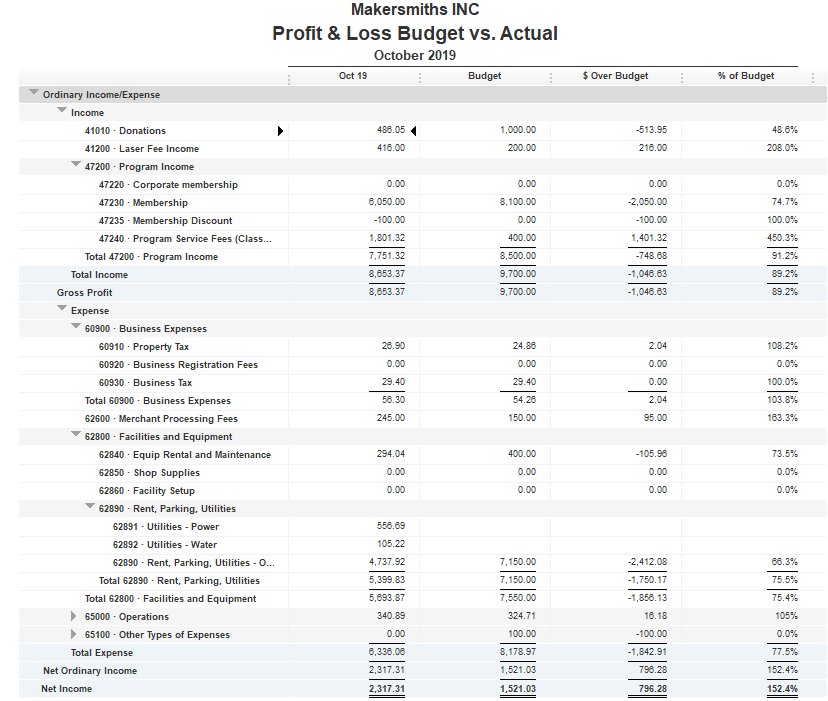 Makersmiths INC
Profit & Loss Budget vs. Actual
October 2019
Oct 19 Budget $ Over Budget % of Budget
Ordinary Income/Expense
Income
41010 · Donations 486.05 1,000.00 -513.95 48.6%
41200 · Laser Fee Income 416.00 200.00 216.00 208.0%
47200 · Program Income
47220 · Corporate membership 0.00 0.00 0.00 0.0%
47230 · Membership 6,050.00 8,100.00 -2,050.00 74.7%
47235 · Membership Discount -100.00 0.00 -100.00 100.0%
47240 · Program Service Fees (Class... 1,801.32 400.00 1,401.32 450.3%
Total 47200 · Program Income 7,751.32 8,500.00 -748.68 91.2%
Total Income 8,653.37 9,700.00 -1,046.63 89.2%
Gross Profit 8,653.37 9,700.00 -1,046.63 89.2%
Expense
60900 · Business Expenses
60910 · Property Tax 26.90 24.86 2.04 108.2%
60920 · Business Registration Fees 0.00 0.00 0.00 0.0%
60930 · Business Tax 29.40 29.40 0.00 100.0%
Total 60900 · Business Expenses 56.30 54.26 2.04 103.8%
62600 · Merchant Processing Fees 245.00 150.00 95.00 163.3%
62800 · Facilities and Equipment
62840 · Equip Rental and Maintenance 294.04 400.00 -105.96 73.5%
62850 · Shop Supplies 0.00 0.00 0.00 0.0%
62860 · Facility Setup 0.00 0.00 0.00 0.0%
62890 · Rent, Parking, Utilities
62891 · Utilities - Power 556.69
62892 · Utilities - Water 105.22
62890 · Rent, Parking, Utilities - O... 4,737.92 7,150.00 -2,412.08 66.3%
Total 62890 · Rent, Parking, Utilities 5,399.83 7,150.00 -1,750.17 75.5%
Total 62800 · Facilities and Equipment 5,693.87 7,550.00 -1,856.13 75.4%
65000 · Operations 340.89 324.71 16.18 105%
65100 · Other Types of Expenses 0.00 100.00 -100.00 0.0%
Total Expense 6,336.06 8,178.97 -1,842.91 77.5%
Net Ordinary Income 2,317.31 1,521.03 796.28 152.4%
Net Income 2,317.31 1,521.03 796.28 152.4%